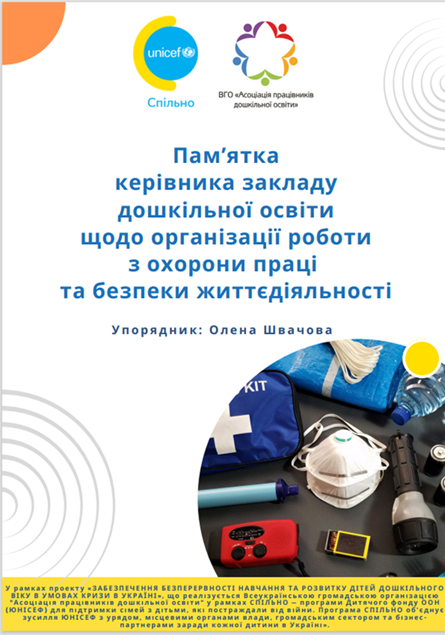 unicef
Спільно
ВГО «Асоціація працівників
дошкільної освіти»
Пам’ятка
керівника закладу
дошкільної освіти
щодо організації роботи
з охорони праці
та безпеки життєдіяльності
Упорядник: Олена Швачова
KIT
У рамках проекту «ЗАБЕЗПЕЧЕННЯ БЕЗПЕРЕРВНОСТІ НАВЧАННЯ ТА РОЗВИТКУ ДІТЕЙ ДОШКІЛЬНОГО
ВІКУ В УМОВАХ КРИЗИ В УКРАЇНІ», що реалізується Всеукраїнською громадською організацією
"Асоціація працівників дошкільної освіти" у рамках СПІЛЬНО — програми Дитячого фонду ООН
(ЮНІСЕФ) для підтримки сімей з дітьми, які постраждали від війни. Програма СПІЛЬНО об'єднує
зусилля ЮНІСЕФ з урядом, місцевими органами влади, громадським сектором та бізнес-
партнерами заради кожної дитини в Україні».